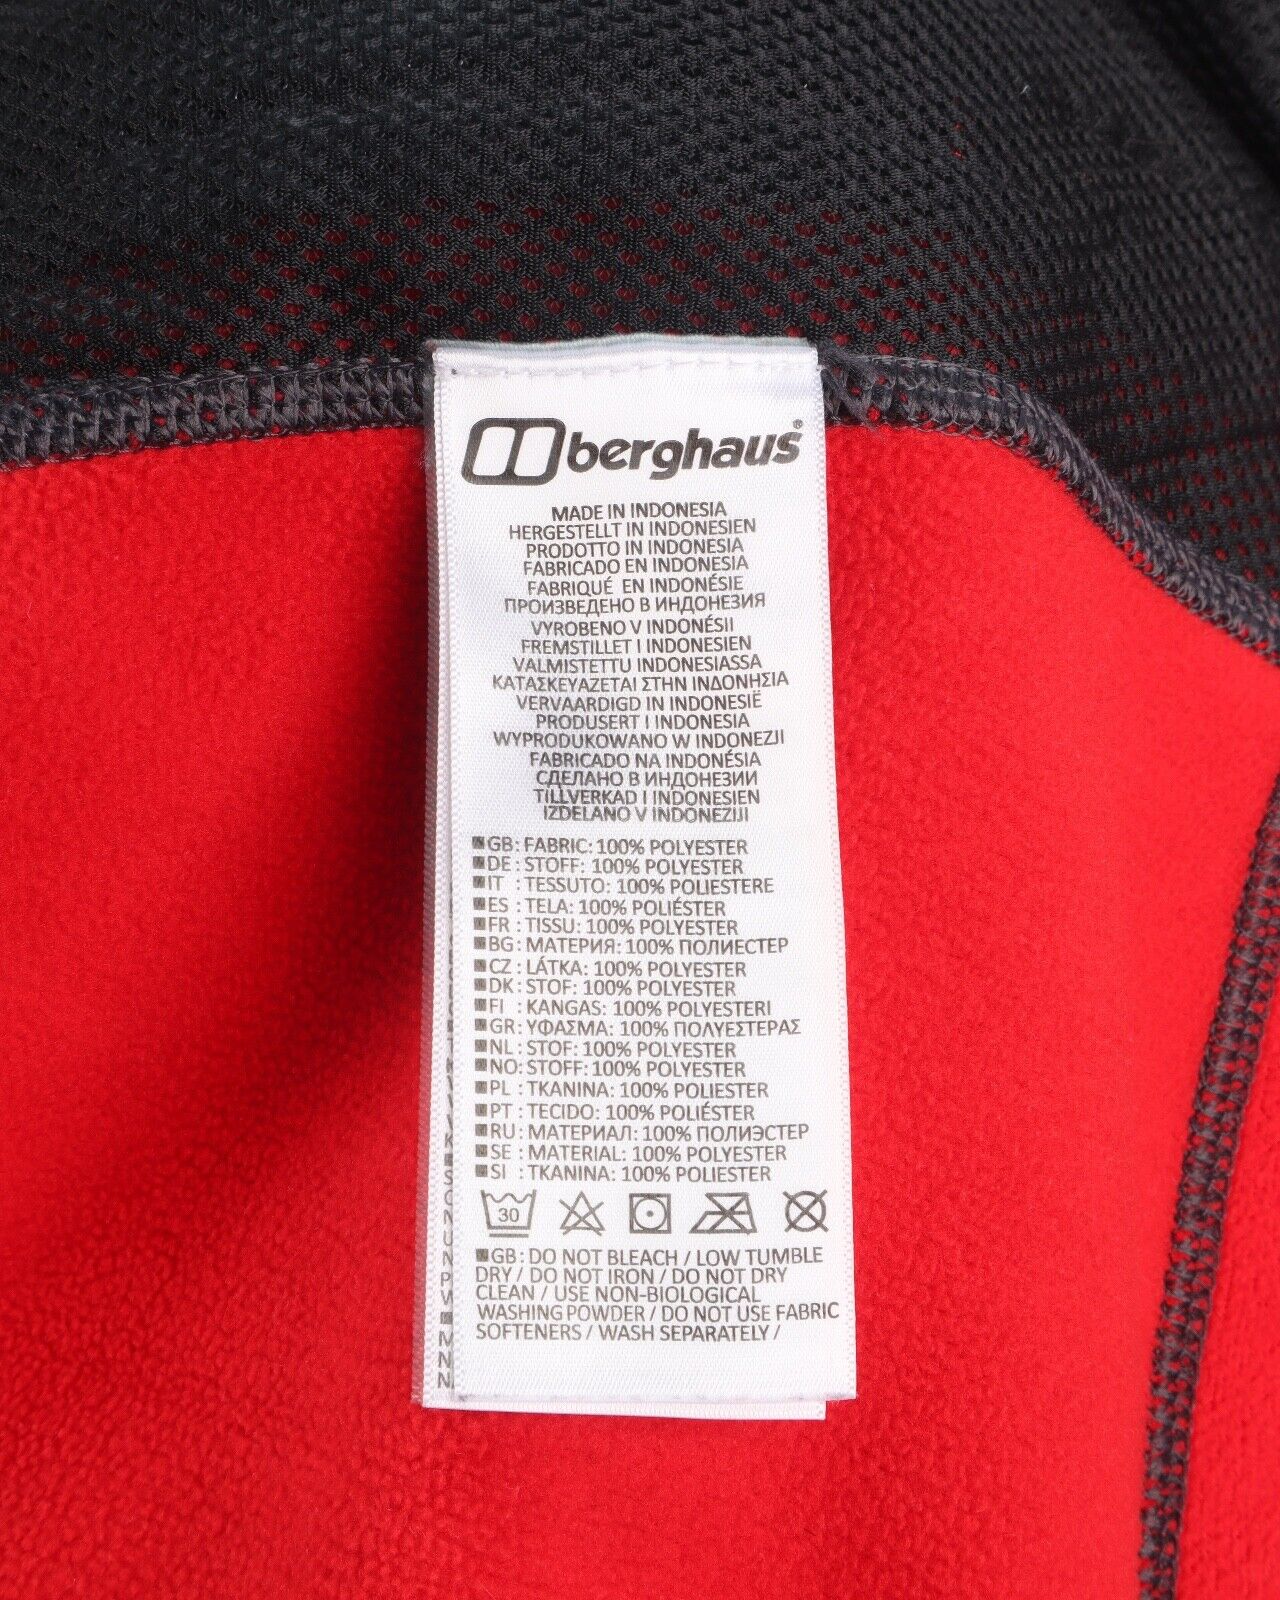 berghaus®
MADE IN INDONESIA
HERGESTELLT IN INDONESIEN
PRODOTTO IN INDONESIA
FABRICADO EN INDONESIA
FABRIQUÉ EN INDONÉSIE
ПРОИЗВЕДЕНО В ИНДОНЕЗИЯ
VYROBENO V INDONÉSII
FREMSTILLET I INDONESIEN
VALMISTETTU INDONESIASSA
ΚΑΤΑΣΚΕΥΑΖΕΤΑΙ ΣΤΗΝ ΙΝΔΟΝΗΣΙΑ
VERVAARDIGD IN INDONESIË
PRODUSERT I INDONESIA
WYPRODUKOWANO W INDONEZJI
FABRICADO NA INDONÉSIA
СДЕЛАНО В ИНДОНЕЗИИ
TILLVERKAD I INDONESIEN
IZDELANO V INDONEZIJI
GB: FABRIC: 100% POLYESTER
DE : STOFF: 100% POLYESTER
IT : TESSUTO: 100% POLIESTERE
ES : TELA: 100% POLIÉSTER
FR : TISSU: 100% POLYESTER
BG: МАТЕРИЯ: 100% ПОЛИЕСТЕР
CZ : LÁTKA: 100% POLYESTER
DK : STOF: 100% POLYESTER
FI : KANGAS: 100% POLYESTERI
GR: ΥΦΑΣΜΑ: 100% ΠΟΛΥΕΣΤΕΡΑΣ
NL : STOF: 100% POLYESTER
NO: STOFF: 100% POLYESTER
PL : TKANINA: 100% POLIESTER
PT : TECIDO: 100% POLIÉSTER
RU: МАТЕРИАЛ: 100% ПОЛИЭСТЕР
SE : MATERIAL: 100% POLYESTER
SI : TKANINA: 100% POLYESTER
30
GB: DO NOT BLEACH / LOW TUMBLE
DRY / DO NOT IRON / DO NOT DRY
CLEAN / USE NON-BIOLOGICAL
WASHING POWDER / DO NOT USE FABRIC
SOFTENERS / WASH SEPARATELY /